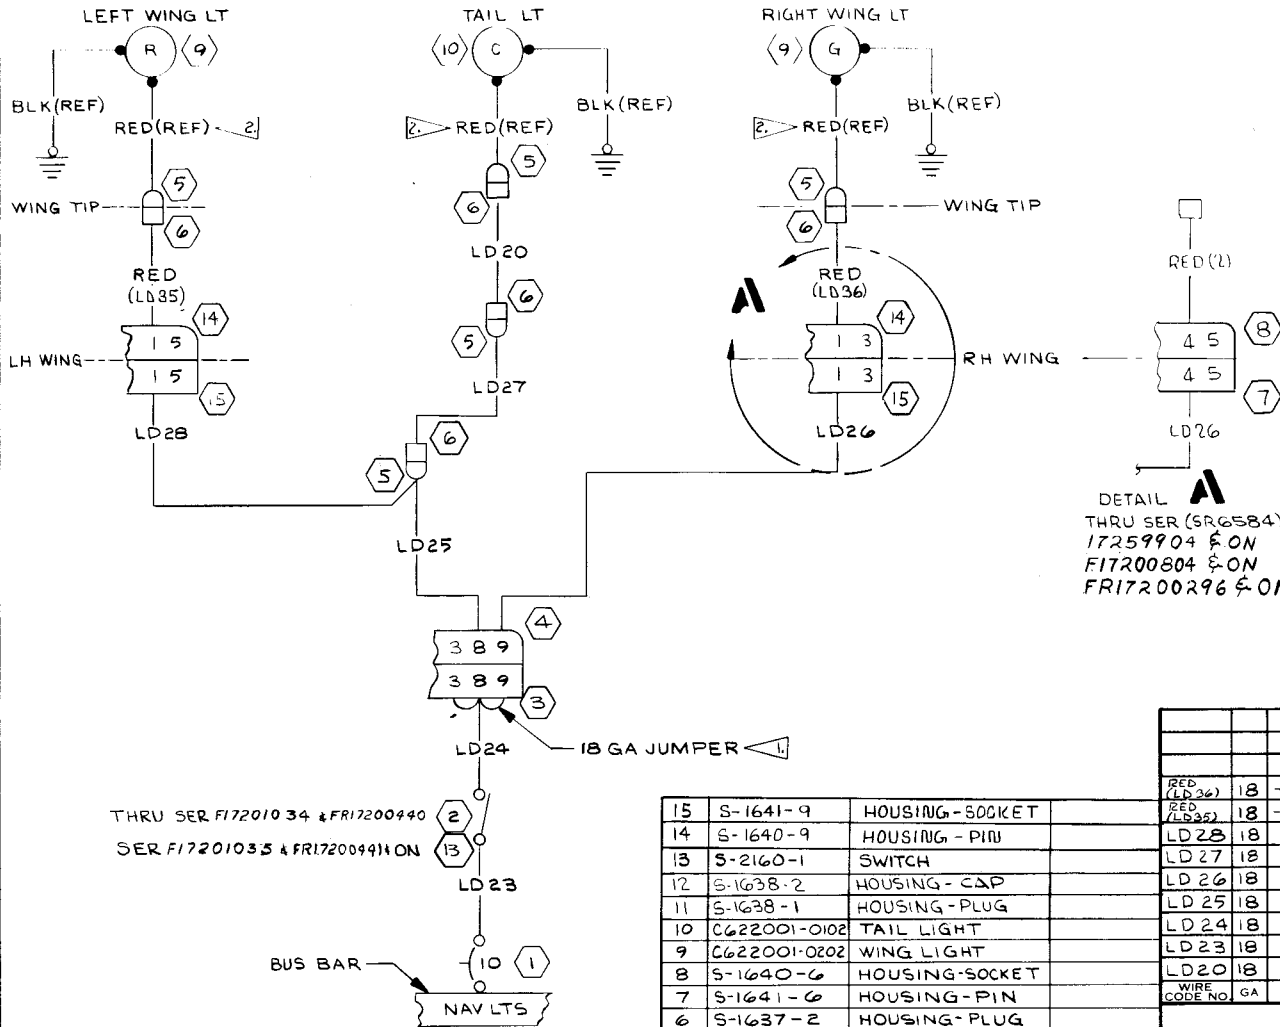 LEFT WING LT
TAIL LT
RIGHT WING LT
R
9
10
C
9
G
BLK(REF)
RED(REF)
2.
2.
RED(REF)
BLK(REF)
2.
RED(REF)
BLK(REF)
5
5
5
WING TIP
6
6
6
WING TIP
LD20
RED
(LD35)
RED
(LD36)
RED(2)
A
14
6
14
8
1 5
5
1 3
4 5
LH WING
RH WING
1 5
1 3
4 5
15
LD27
15
7
LD28
6
LD26
LD26
5
DETAIL A
THRU SER (SR6584)
17259904 & ON
F17200804 & ON
FR17200296 & ON
LD25
4
3 8 9
3 8 9
3
LD24
18 GA JUMPER
1.
THRU SER F17201034 & FR17200440
2
SER F17201035 & FR17200441 & ON
13
LD23
BUS BAR
10
1
NAV LTS
15 S-1641-9 HOUSING-SOCKET
14 S-1640-9 HOUSING-PIN
13 S-2160-1 SWITCH
12 S-1638-2 HOUSING-CAP
11 S-1638-1 HOUSING-PLUG
10 C622001-0102 TAIL LIGHT
9 C622001-0202 WING LIGHT
8 S-1640-6 HOUSING-SOCKET
7 S-1641-6 HOUSING-PIN
6 S-1637-2 HOUSING-PLUG
RED (LD36) 18 -
RED (LD35) 18 -
LD28 18
LD27 18
LD26 18
LD25 18
LD24 18
LD23 18
LD20 18
WIRE CODE NO. GA